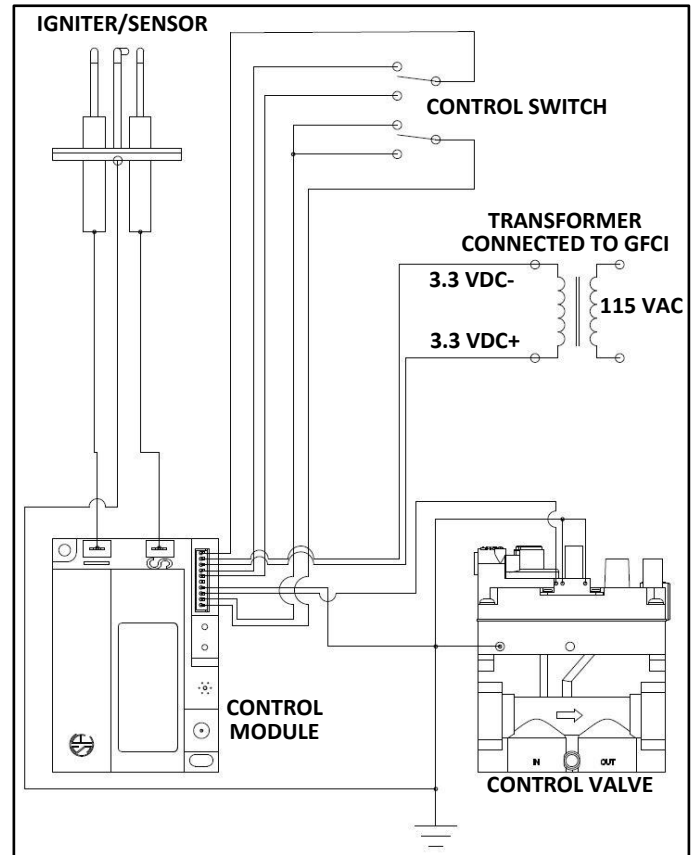 IGNITER/SENSOR
CONTROL SWITCH
TRANSFORMER
CONNECTED TO GFCI
3.3 VDC-
115 VAC
3.3 VDC+
I
S
CONTROL
MODULE
IN
OUT
CONTROL VALVE